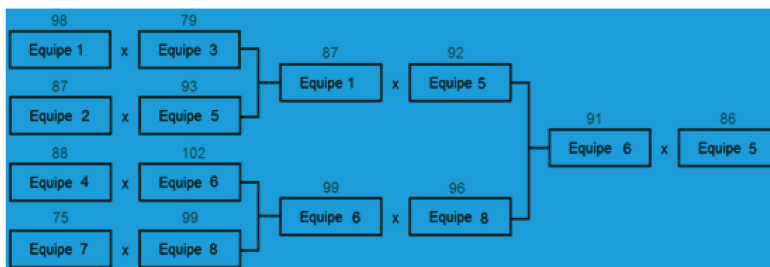 98 79
Equipe 1 x Equipe 3
87 92
Equipe 1 x Equipe 5
87 93
Equipe 2 x Equipe 5
91 86
Equipe 6 x Equipe 5
88 102
Equipe 4 x Equipe 6
99 96
Equipe 6 x Equipe 8
75 99
Equipe 7 x Equipe 8